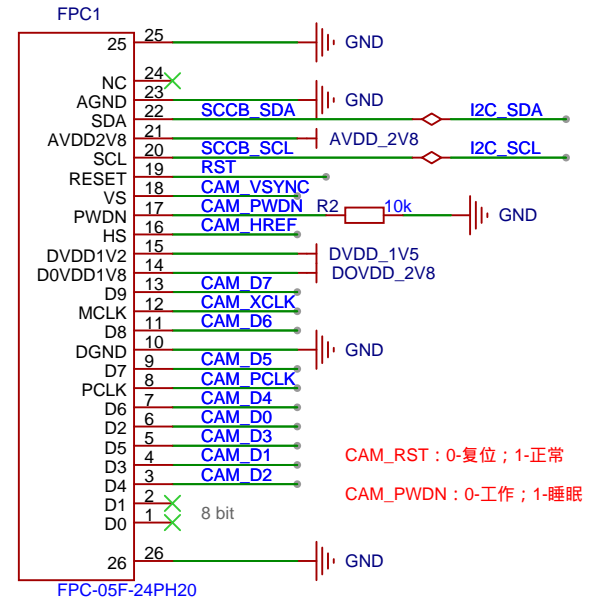 FPC1
25 25 GND
NC 24
AGND 23 GND
SDA 22 SCCB_SDA I2C_SDA
AVDD2V8 21 AVDD_2V8
SCL 20 SCCB_SCL I2C_SCL
RESET 19 RST
VS 18 CAM_VSYNC
PWDN 17 CAM_PWDN R2 10k GND
HS 16 CAM_HREF
DVDD1V2 15 DVDD_1V5
D0VDD1V8 14 DOVDD_2V8
D9 13 CAM_D7
MCLK 12 CAM_XCLK
D8 11 CAM_D6
DGND 10 GND
D7 9 CAM_D5
PCLK 8 CAM_PCLK
D6 7 CAM_D4
D2 6 CAM_D0
D5 5 CAM_D3
D3 4 CAM_D1
D4 3 CAM_D2
D1 2
D0 1
8 bit
CAM_RST：0-复位；1-正常
CAM_PWDN：0-工作；1-睡眠
26 26 GND
FPC-05F-24PH20